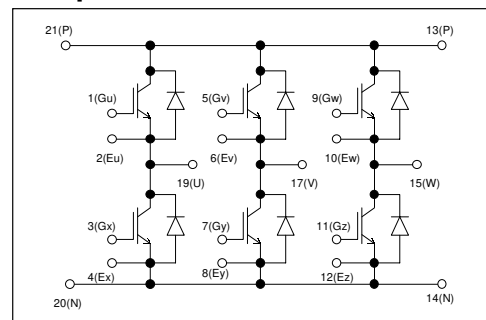 21(P)
13(P)
1(Gu)
5(Gv)
9(Gw)
2(Eu)
6(Ev)
10(Ew)
19(U)
17(V)
15(W)
3(Gx)
7(Gy)
11(Gz)
4(Ex)
8(Ey)
12(Ez)
20(N)
14(N)